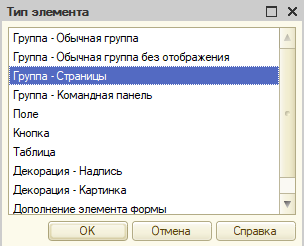 Тип элемента
Группа - Обычная группа
Группа - Обычная группа без отображения
Группа - Страницы
Группа - Командная панель
Поле
Кнопка
Таблица
Декорация - Надпись
Декорация - Картинка
Дополнение элемента формы
OK
Отмена
Справка